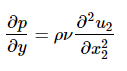 ∂p/∂y = ρν ∂²u₂/∂x₂²